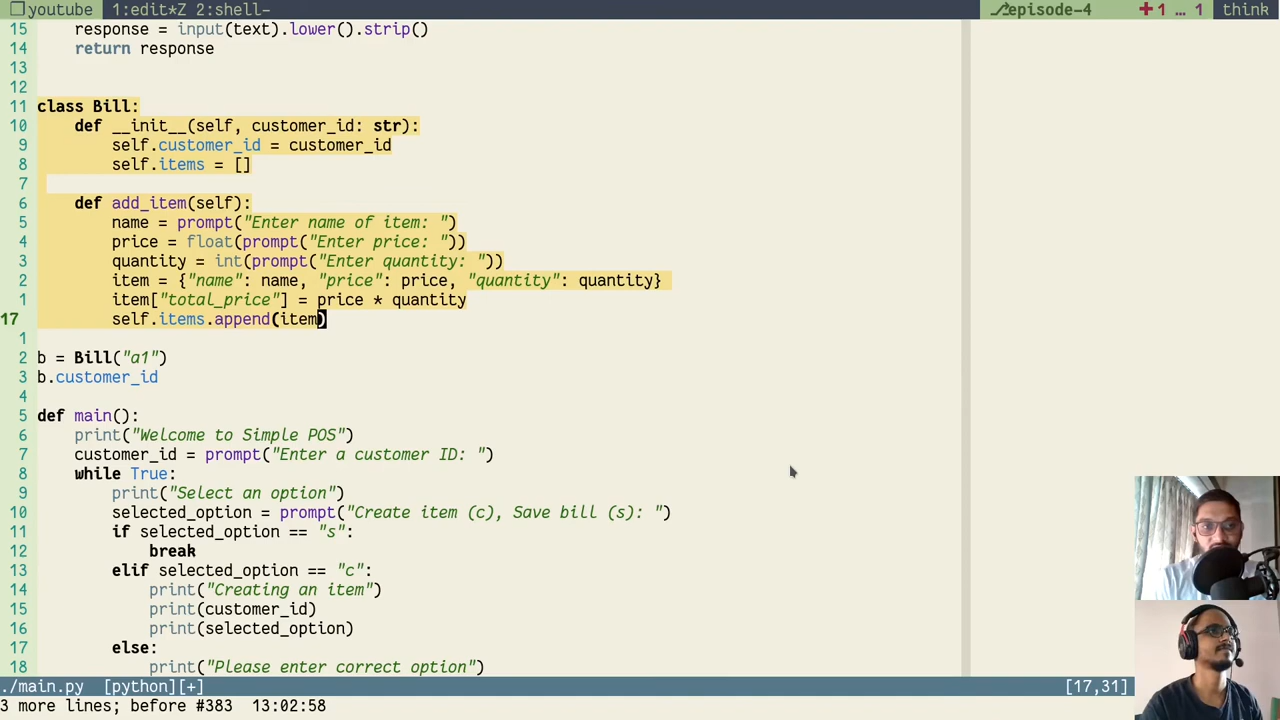 youtube 1:edit*Z 2:shell- episode-4 +1 … 1 think
15 response = input(text).lower().strip()
14 return response
13
12
11 class Bill:
10 def __init__(self, customer_id: str):
9 self.customer_id = customer_id
8 self.items = []
7
6 def add_item(self):
5 name = prompt("Enter name of item: ")
4 price = float(prompt("Enter price: "))
3 quantity = int(prompt("Enter quantity: "))
2 item = {"name": name, "price": price, "quantity": quantity}
1 item["total_price"] = price * quantity
17 self.items.append(item)
1
2 b = Bill("a1")
3 b.customer_id
4
5 def main():
6 print("Welcome to Simple POS")
7 customer_id = prompt("Enter a customer ID: ")
8 while True:
9 print("Select an option")
10 selected_option = prompt("Create item (c), Save bill (s): ")
11 if selected_option == "s":
12 break
13 elif selected_option == "c":
14 print("Creating an item")
15 print(customer_id)
16 print(selected_option)
17 else:
18 print("Please enter correct option")
./main.py [python][+] [17,31]
3 more lines; before #383 13:02:58